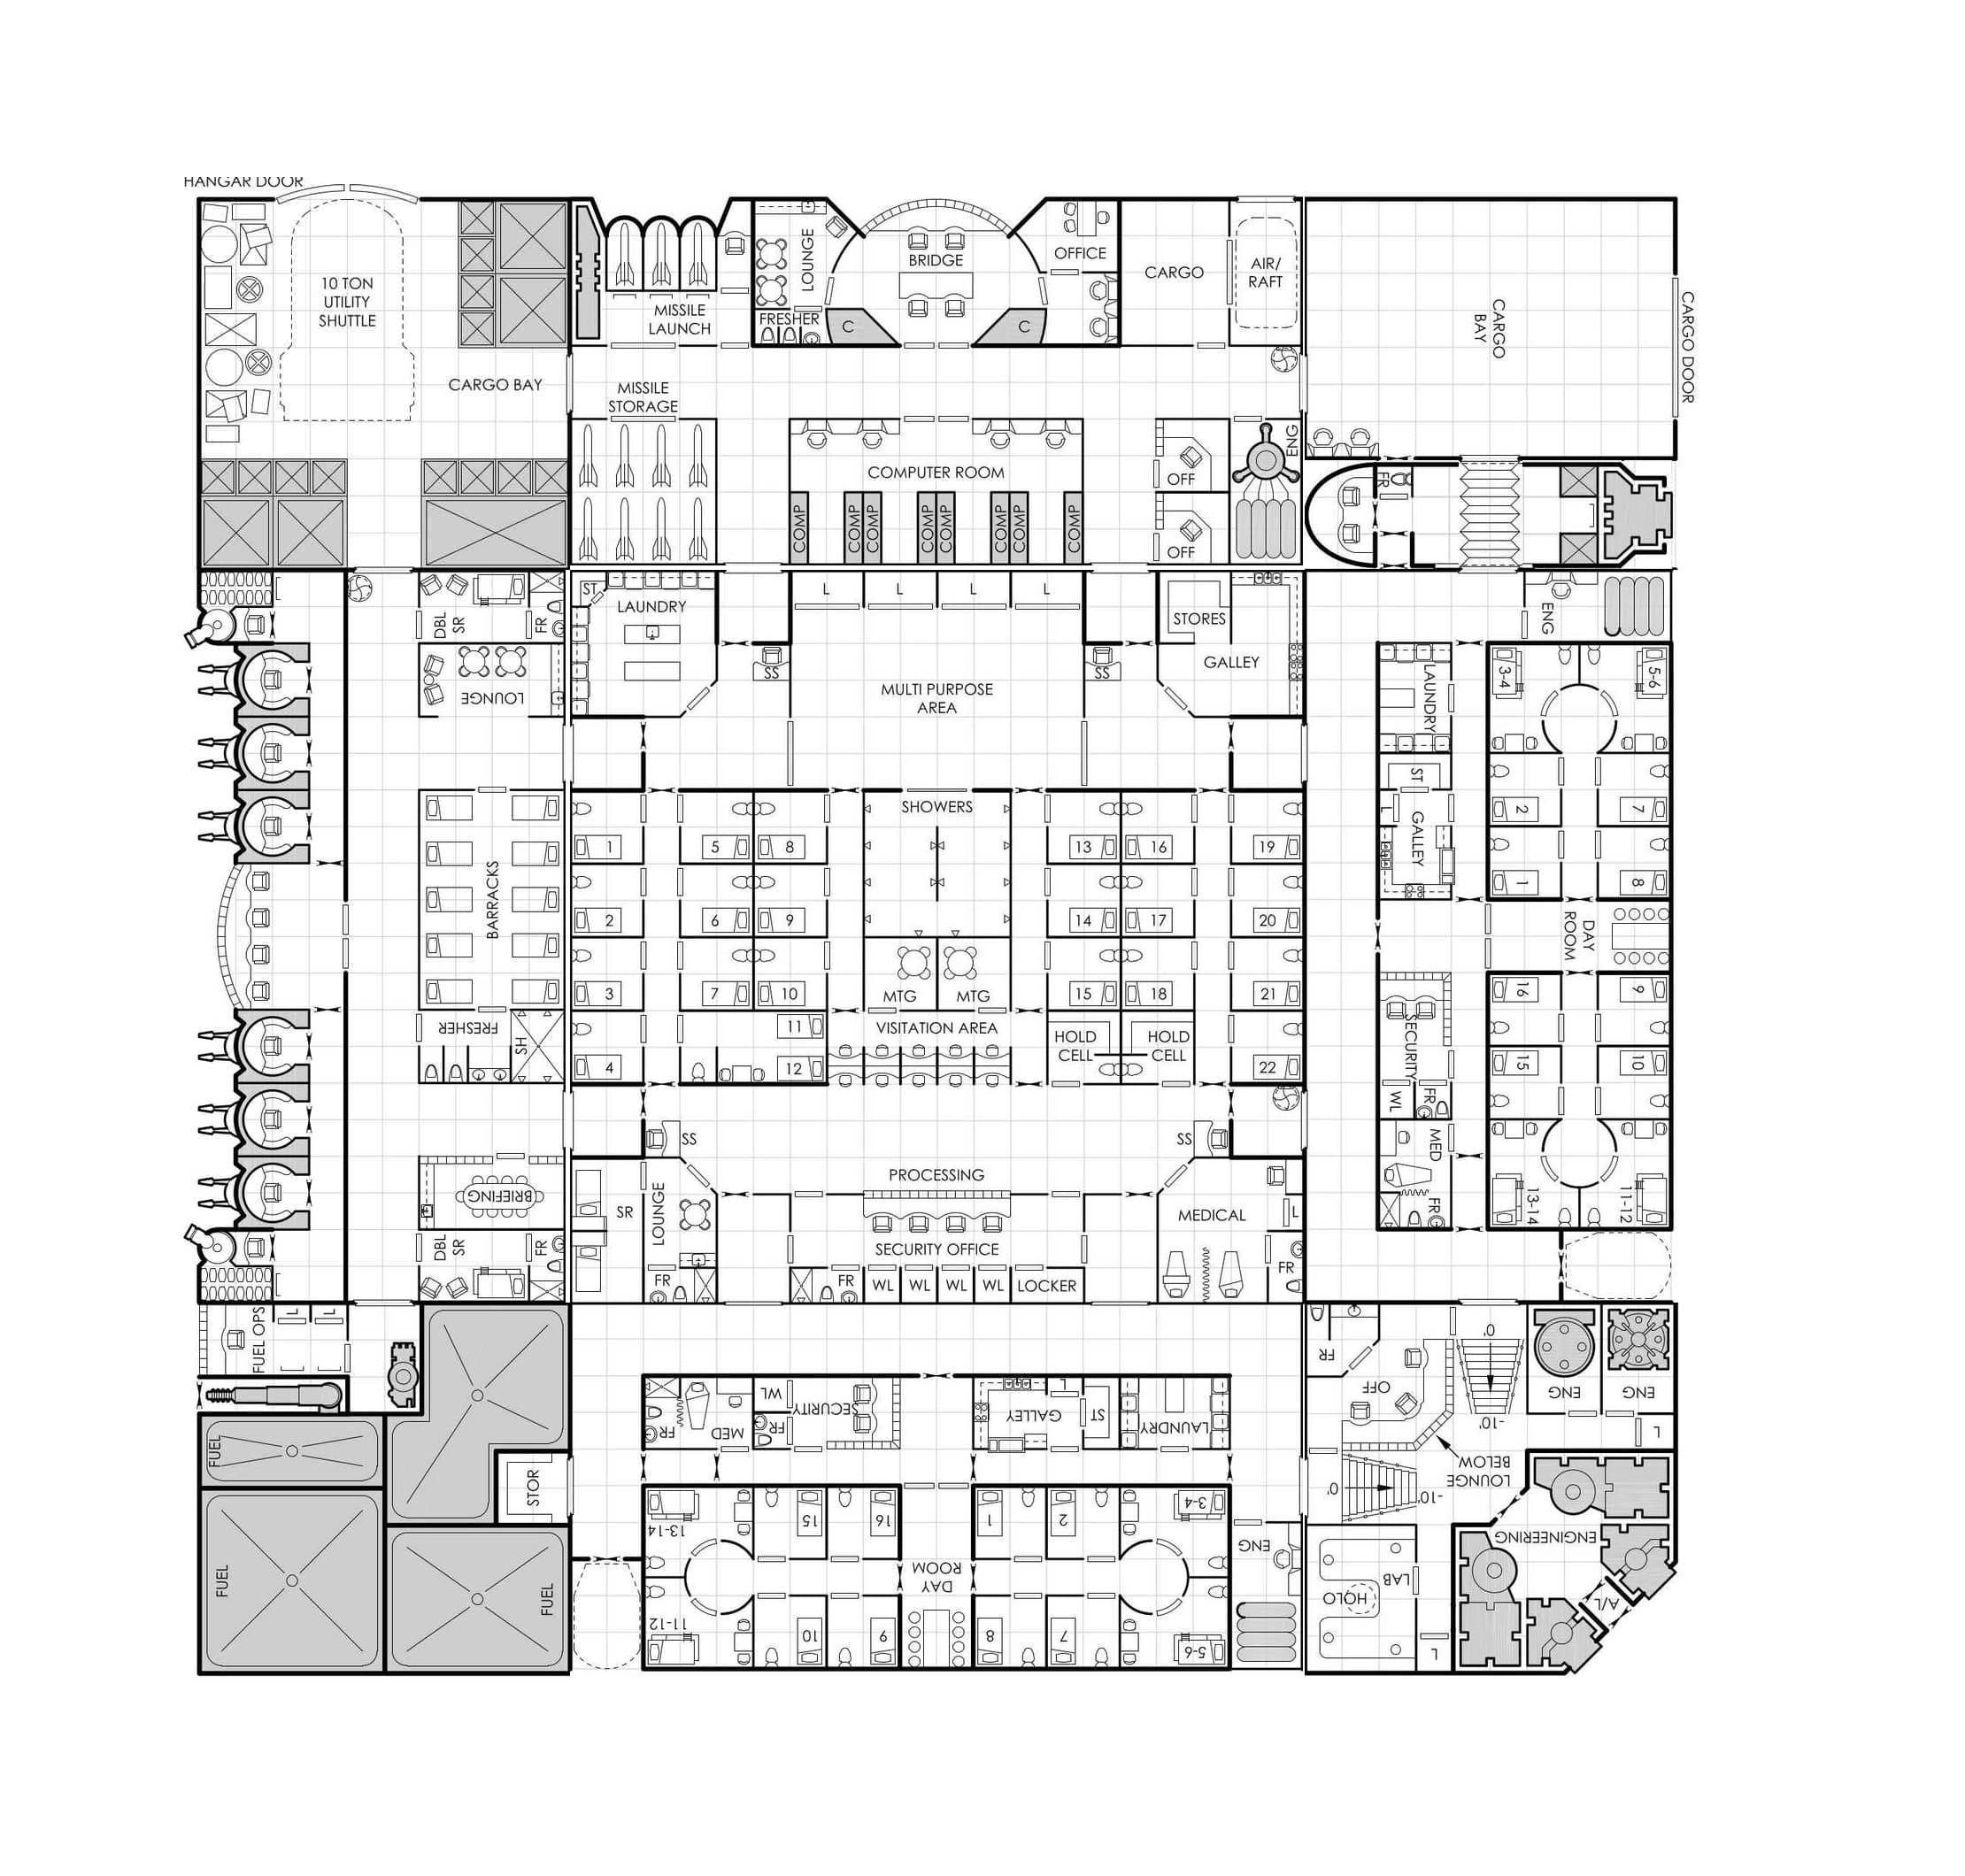 HANGAR DOOR
10 TON
UTILITY
SHUTTLE
CARGO BAY
MISSILE
LAUNCH
LOUNGE
FRESHER
BRIDGE
C
C
OFFICE
CARGO
AIR/
RAFT
CARGO
BAY
CARGO DOOR
MISSILE
STORAGE
COMPUTER ROOM
COMP
COMP
COMP
COMP
COMP
COMP
COMP
COMP
OFF
OFF
ENG
FR
DBL
SR
FR
LOUNGE
ST
LAUNDRY
L
L
L
L
STORES
GALLEY
SS
SS
MULTI PURPOSE
AREA
ENG
LAUNDRY
3-4
5-6
ST
L
GALLEY
2
7
1
8
DAY
ROOM
BARRACKS
SHOWERS
1
5
8
13
16
19
2
6
9
14
17
20
3
7
10
MTG
MTG
15
18
21
11
VISITATION AREA
HOLD
CELL
HOLD
CELL
4
12
22
FRESHER
SH
SECURITY
16
9
15
10
WL
FR
MED
FR
13-14
11-12
SS
SS
PROCESSING
BRIEFING
SR
LOUNGE
MEDICAL
L
DBL
SR
FR
SECURITY OFFICE
FR
FR
WL
WL
WL
WL
LOCKER
FR
FUEL OPS
L
L
FR
OFF
0'
-10'
ENG
ENG
L
FR
MED
WL
FR
SECURITY
GALLEY
L
ST
LAUNDRY
LOUNGE
BELOW
0'
-10'
FUEL
STOR
FUEL
FUEL
13-14
15
16
1
2
3-4
DAY
ROOM
ENG
11-12
10
9
8
7
5-6
ENGINEERING
HOLO
LAB
A/L
L